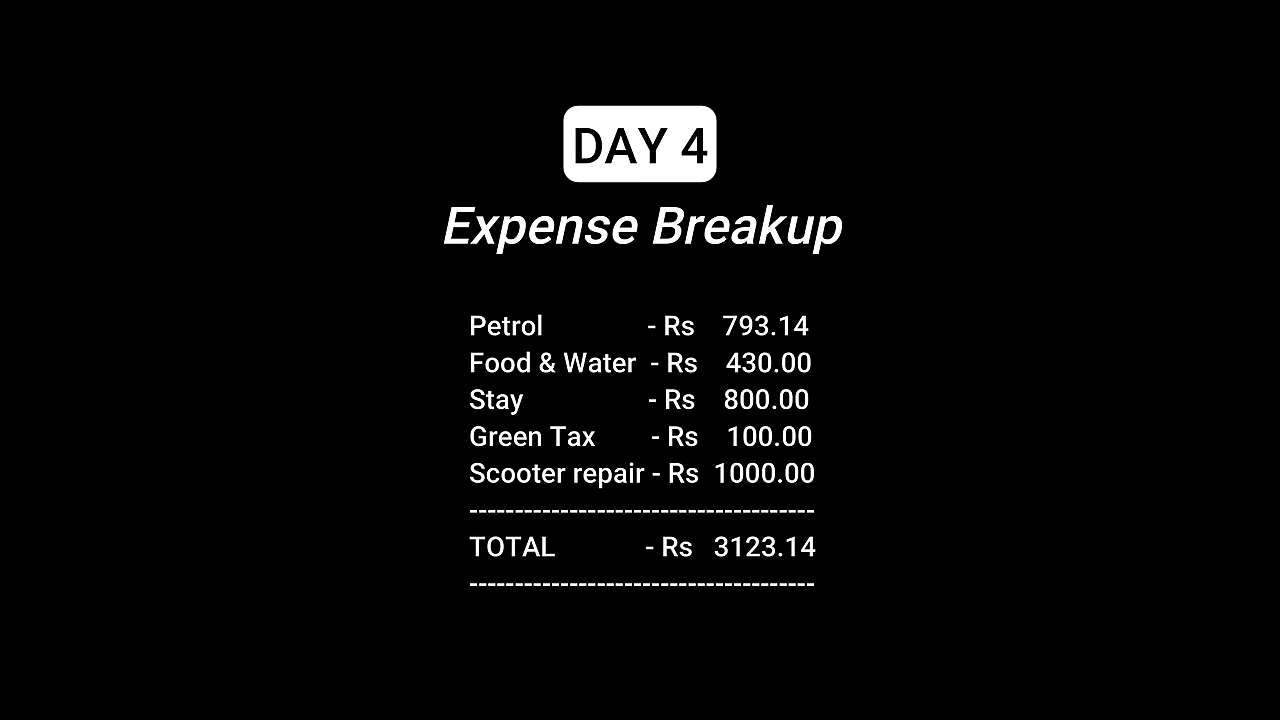 DAY 4
Expense Breakup
Petrol - Rs 793.14
Food & Water - Rs 430.00
Stay - Rs 800.00
Green Tax - Rs 100.00
Scooter repair - Rs 1000.00
-------------------------------------
TOTAL - Rs 3123.14
-------------------------------------